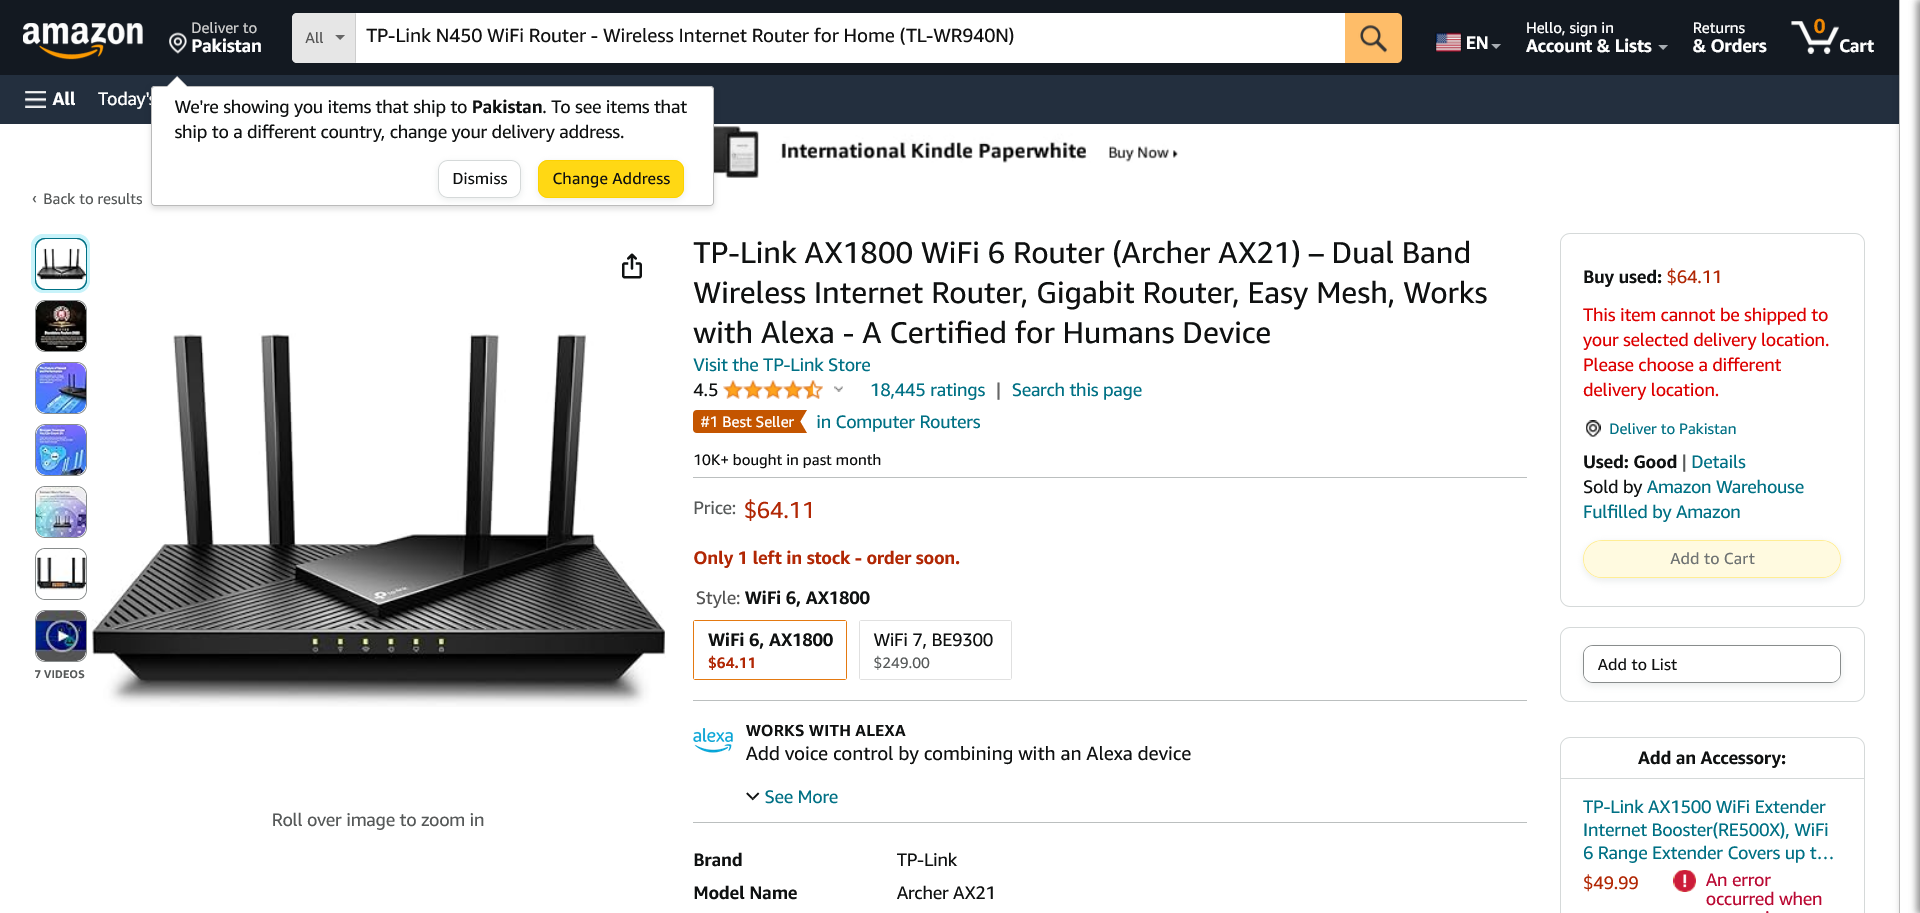 amazon
Deliver to
Pakistan
All
TP-Link N450 WiFi Router - Wireless Internet Router for Home (TL-WR940N)
EN
Hello, sign in
Account & Lists
Returns
& Orders
0
Cart
All
Today's
We're showing you items that ship to Pakistan. To see items that
ship to a different country, change your delivery address.
Dismiss
Change Address
International Kindle Paperwhite
Buy Now
‹ Back to results
7 VIDEOS
tp-link
Roll over image to zoom in
TP-Link AX1800 WiFi 6 Router (Archer AX21) – Dual Band
Wireless Internet Router, Gigabit Router, Easy Mesh, Works
with Alexa - A Certified for Humans Device
Visit the TP-Link Store
4.5
18,445 ratings | Search this page
#1 Best Seller in Computer Routers
10K+ bought in past month
Price: $64.11
Only 1 left in stock - order soon.
Style: WiFi 6, AX1800
WiFi 6, AX1800
$64.11
WiFi 7, BE9300
$249.00
alexa
WORKS WITH ALEXA
Add voice control by combining with an Alexa device
See More
Brand TP-Link
Model Name Archer AX21
Buy used: $64.11
This item cannot be shipped to
your selected delivery location.
Please choose a different
delivery location.
Deliver to Pakistan
Used: Good | Details
Sold by Amazon Warehouse
Fulfilled by Amazon
Add to Cart
Add to List
Add an Accessory:
TP-Link AX1500 WiFi Extender
Internet Booster(RE500X), WiFi
6 Range Extender Covers up t…
$49.99
An error
occurred when